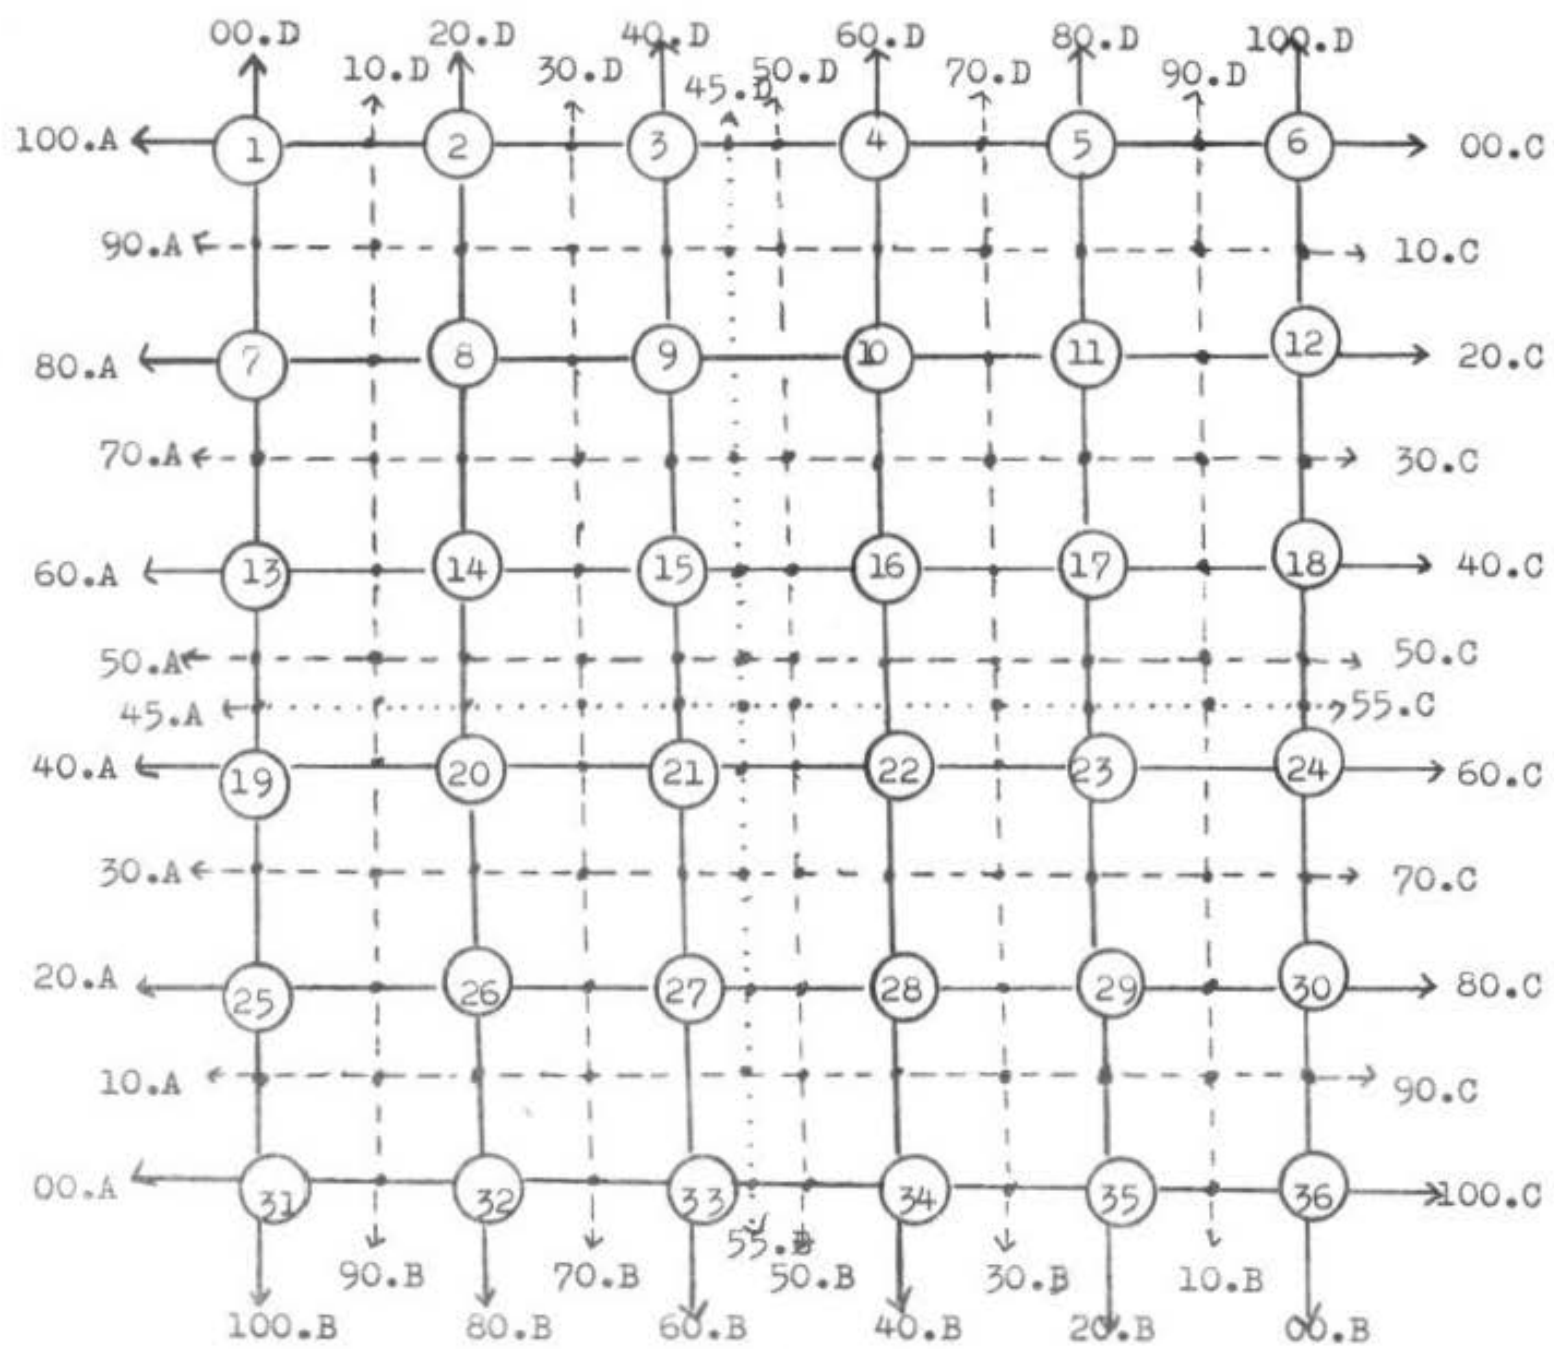 00.D 20.D 40.D 60.D 80.D 100.D
10.D 30.D 45.D 50.D 70.D 90.D
100.A 1 2 3 4 5 6 00.C
90.A 10.C
80.A 7 8 9 10 11 12 20.C
70.A 30.C
60.A 13 14 15 16 17 18 40.C
50.A 50.C
45.A 55.C
40.A 19 20 21 22 23 24 60.C
30.A 70.C
20.A 25 26 27 28 29 30 80.C
10.A 90.C
00.A 31 32 33 34 35 36 100.C
90.B 70.B 55.B 50.B 30.B 10.B
100.B 80.B 60.B 40.B 20.B 00.B